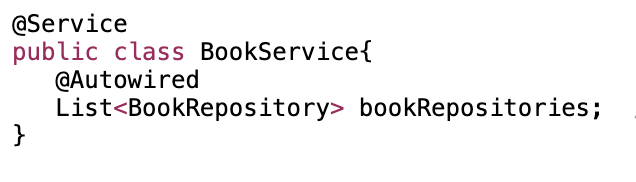 @Service
public class BookService{
   @Autowired
   List<BookRepository> bookRepositories;
}